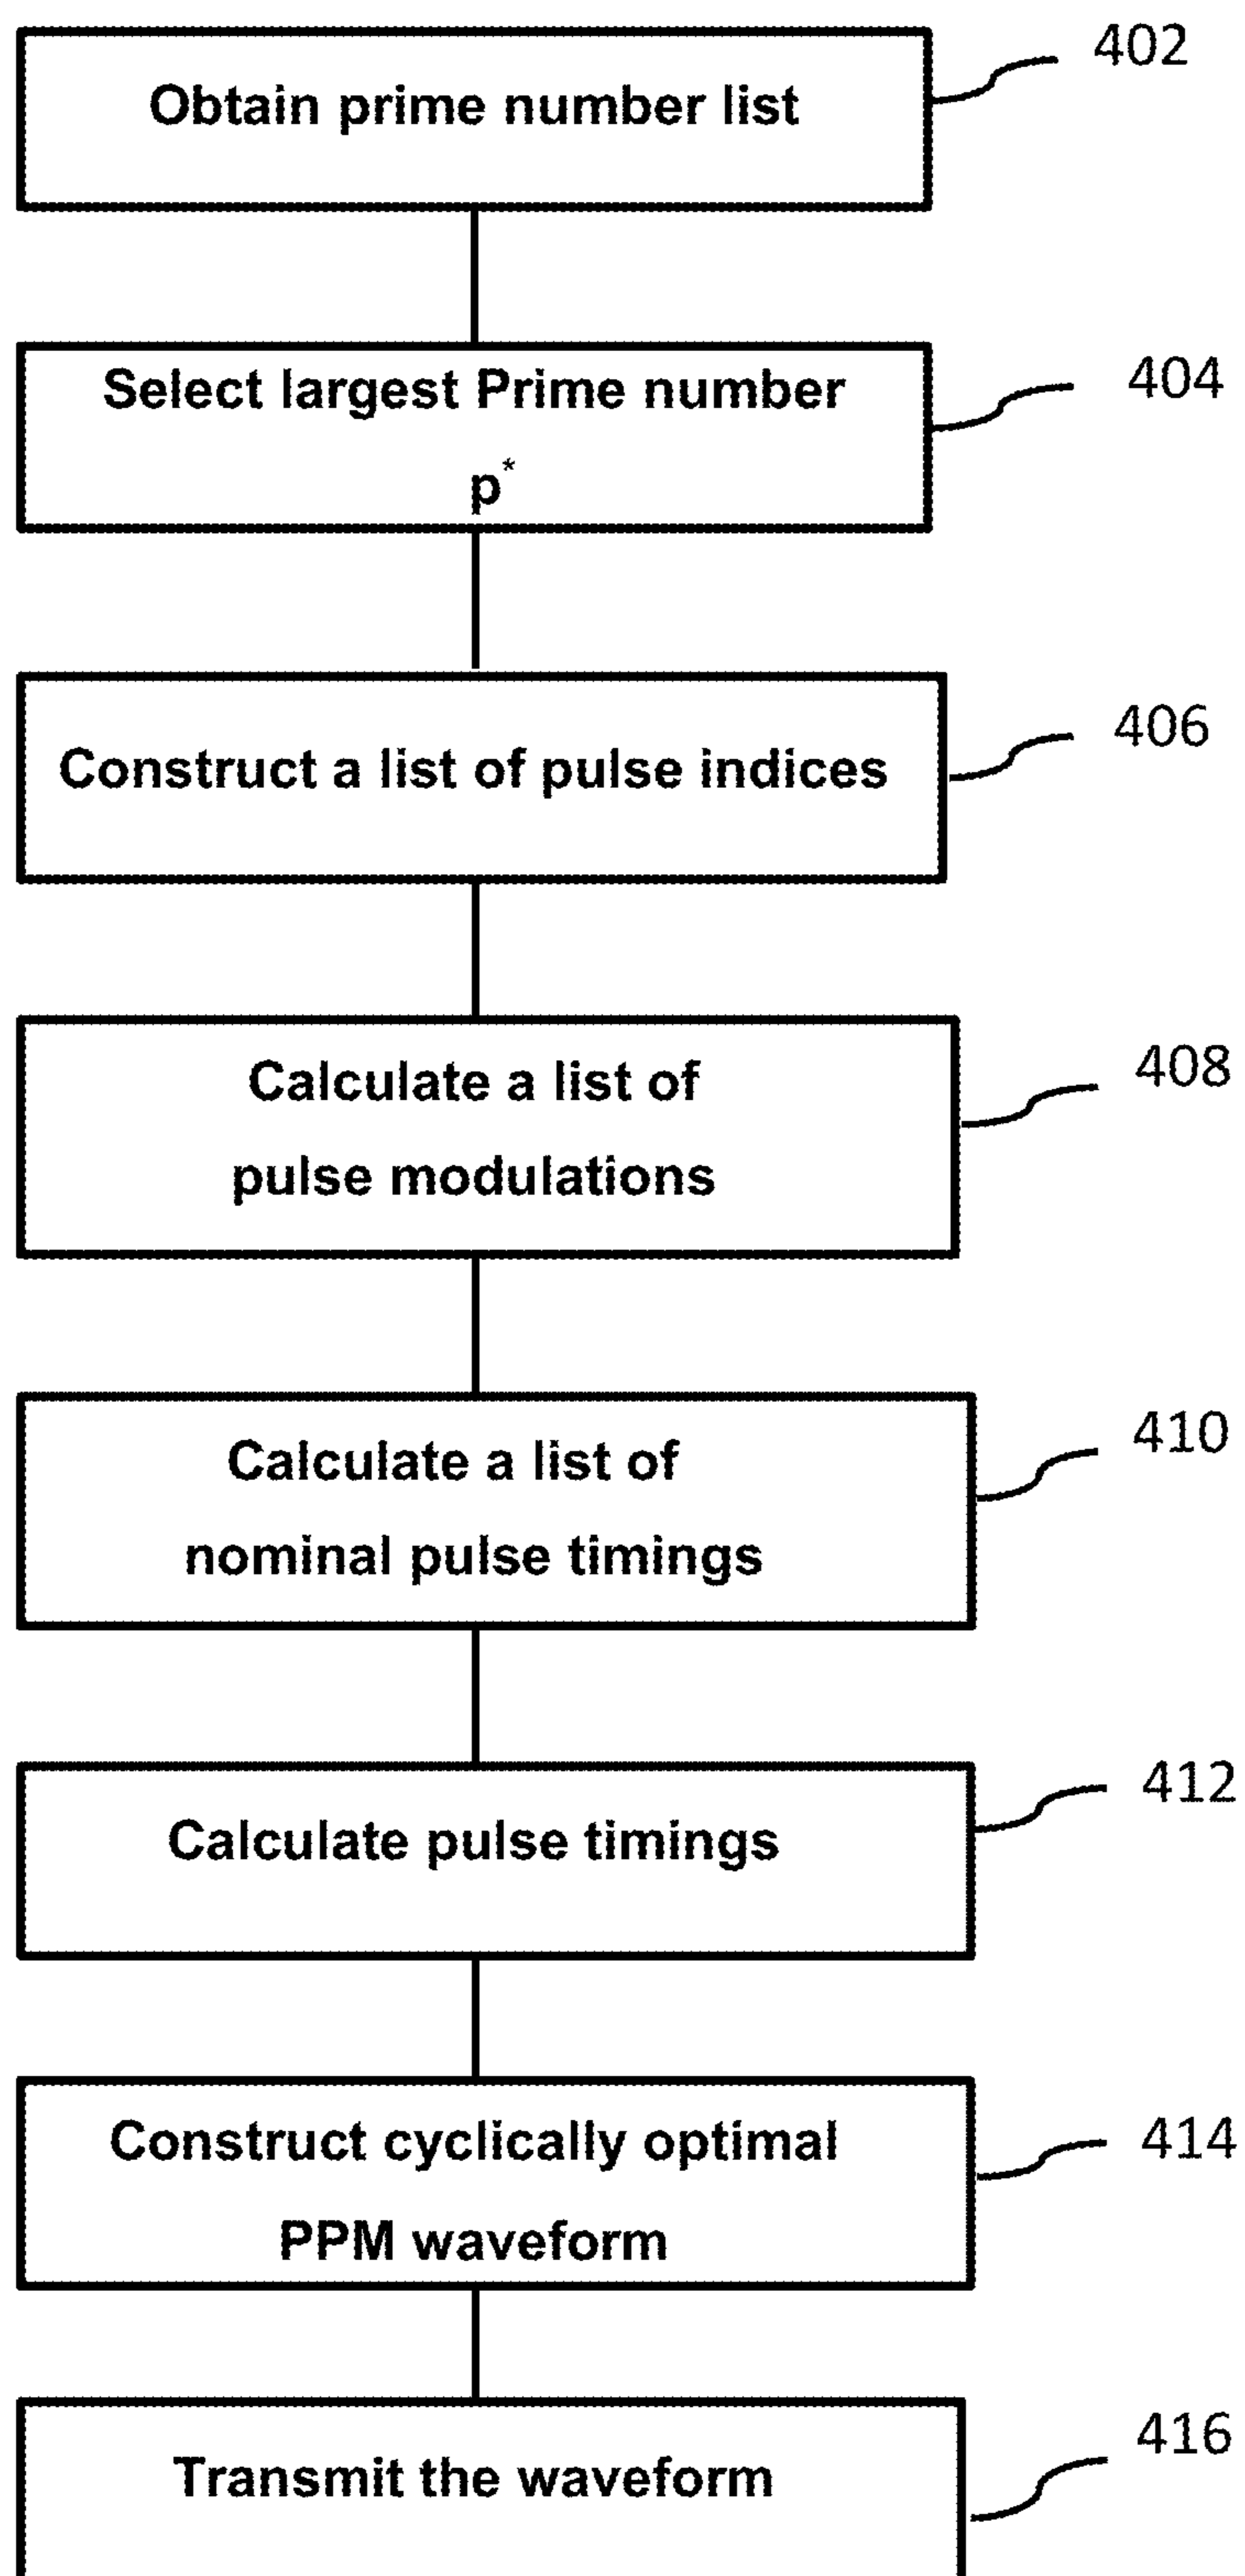 402
Obtain prime number list
404
Select largest Prime number
p*
406
Construct a list of pulse indices
408
Calculate a list of
pulse modulations
410
Calculate a list of
nominal pulse timings
412
Calculate pulse timings
414
Construct cyclically optimal
PPM waveform
416
Transmit the waveform